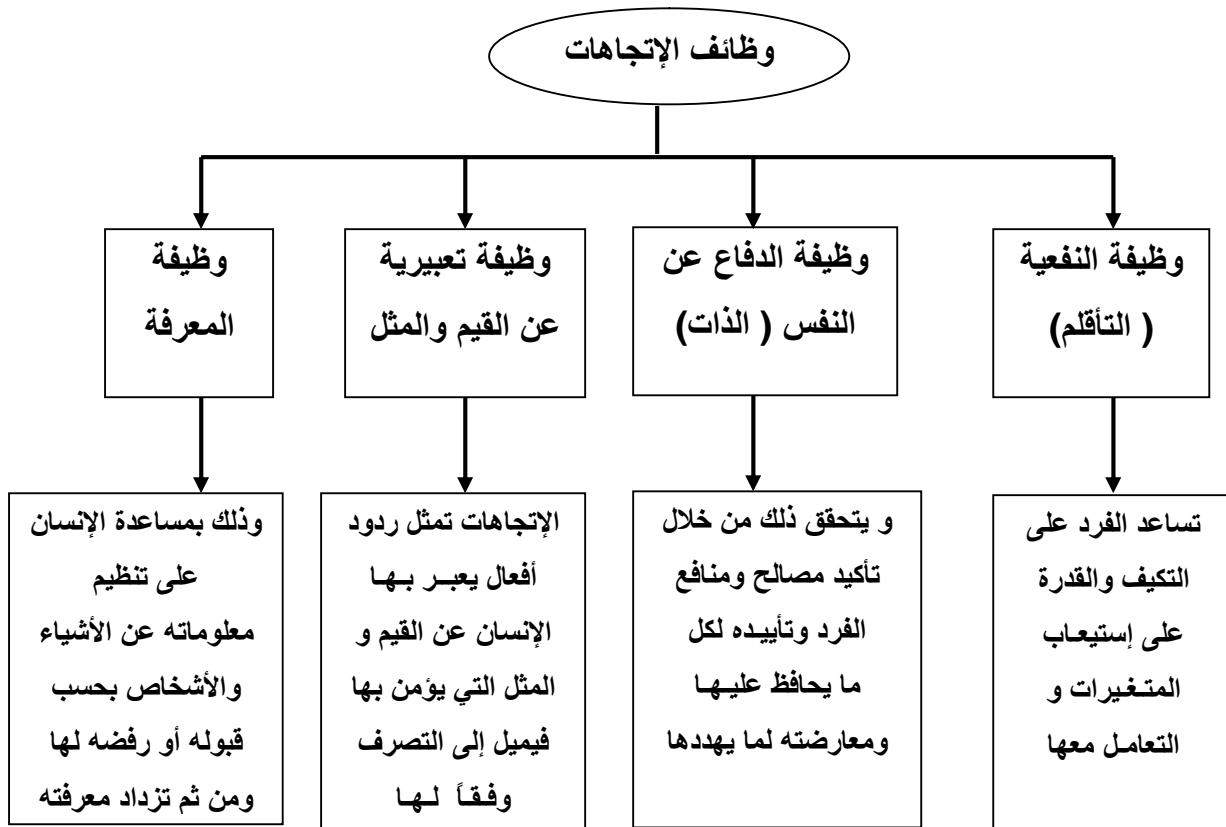 وظائف الإتجاهات
وظيفة النفعية
( التأقلم)
وظيفة الدفاع عن
النفس ( الذات)
وظيفة تعبيرية
عن القيم والمثل
وظيفة
المعرفة
تساعد الفرد على
التكيف والقدرة
على إستيعـاب
المتـغيرات و
التعامـل معها
و يتحقق ذلك من خلال
تأكيد مصالح ومنافع
الفرد وتأييـده لكل
ما يحافظ عليـهـا
ومعارضته لما يهددها
الإتجاهات تمثل ردود
أفعال يعبــر بــهـا
الإنسان عن القيم و
المثل التي يؤمن بها
فيميل إلى التصرف
وفـقـاً لـهـا
وذلك بمساعدة الإنسان
على تنظيم
معلوماته عن الأشياء
والأشخاص بحسب
قبوله أو رفضه لها
ومن ثم تزداد معرفته